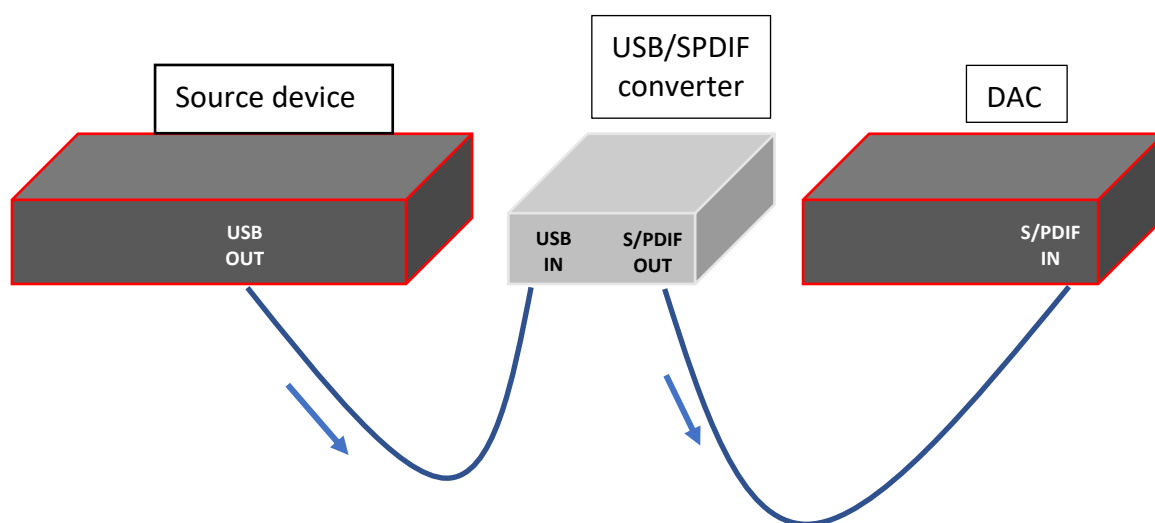 Source device
USB/SPDIF
converter
DAC
USB
OUT
USB
IN
S/PDIF
OUT
S/PDIF
IN